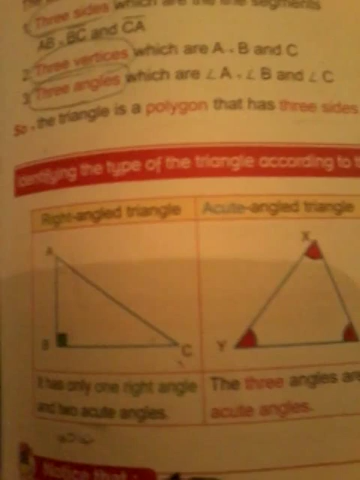 Three sides which are the line segments
AB , BC and CA
2 Three vertices which are A , B and C
3 Three angles which are ∠ A , ∠ B and ∠ C
So , the triangle is a polygon that has three sides
Identifying the type of the triangle according to
Right-angled triangle
Acute-angled triangle
A
B
C
X
Y
It has only one right angle
and two acute angles.
The three angles are
acute angles.
Notice that